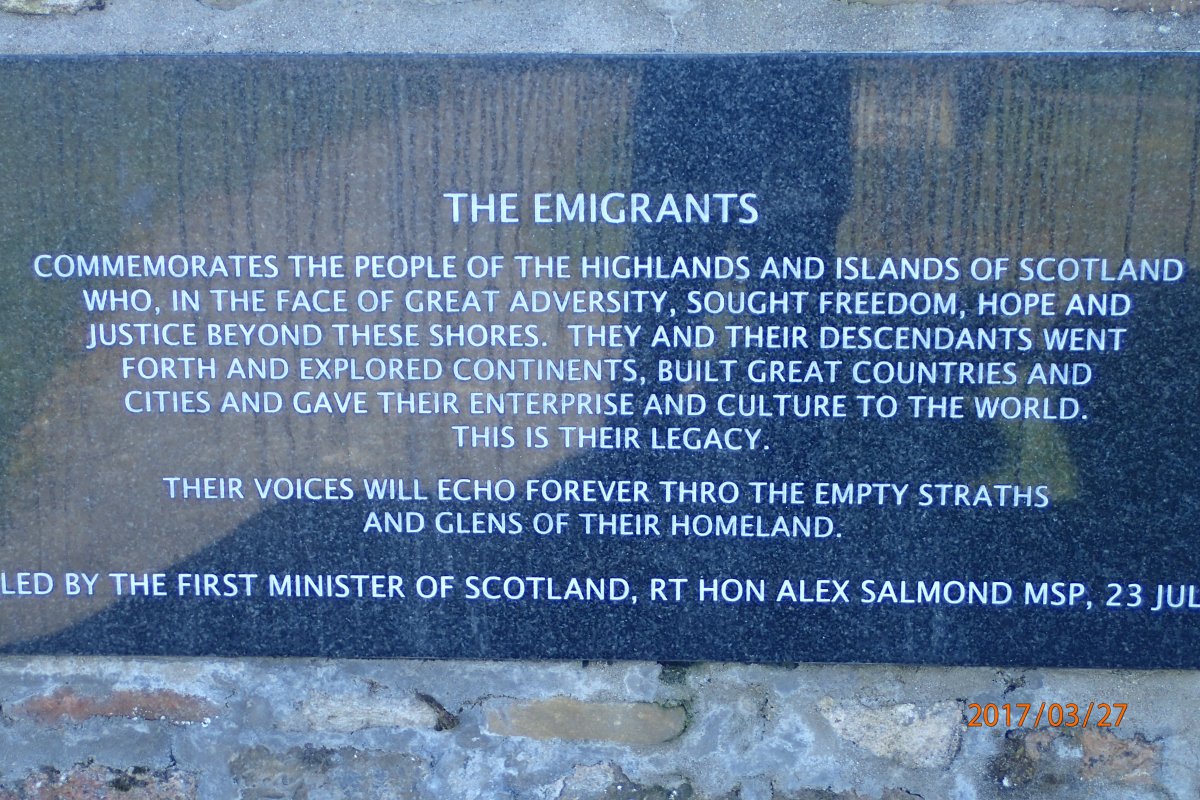 THE EMIGRANTS
COMMEMORATES THE PEOPLE OF THE HIGHLANDS AND ISLANDS OF SCOTLAND
WHO, IN THE FACE OF GREAT ADVERSITY, SOUGHT FREEDOM, HOPE AND
JUSTICE BEYOND THESE SHORES. THEY AND THEIR DESCENDANTS WENT
FORTH AND EXPLORED CONTINENTS, BUILT GREAT COUNTRIES AND
CITIES AND GAVE THEIR ENTERPRISE AND CULTURE TO THE WORLD.
THIS IS THEIR LEGACY.
THEIR VOICES WILL ECHO FOREVER THRO THE EMPTY STRATHS
AND GLENS OF THEIR HOMELAND.
LED BY THE FIRST MINISTER OF SCOTLAND, RT HON ALEX SALMOND MSP, 23 JUL
2017/03/27